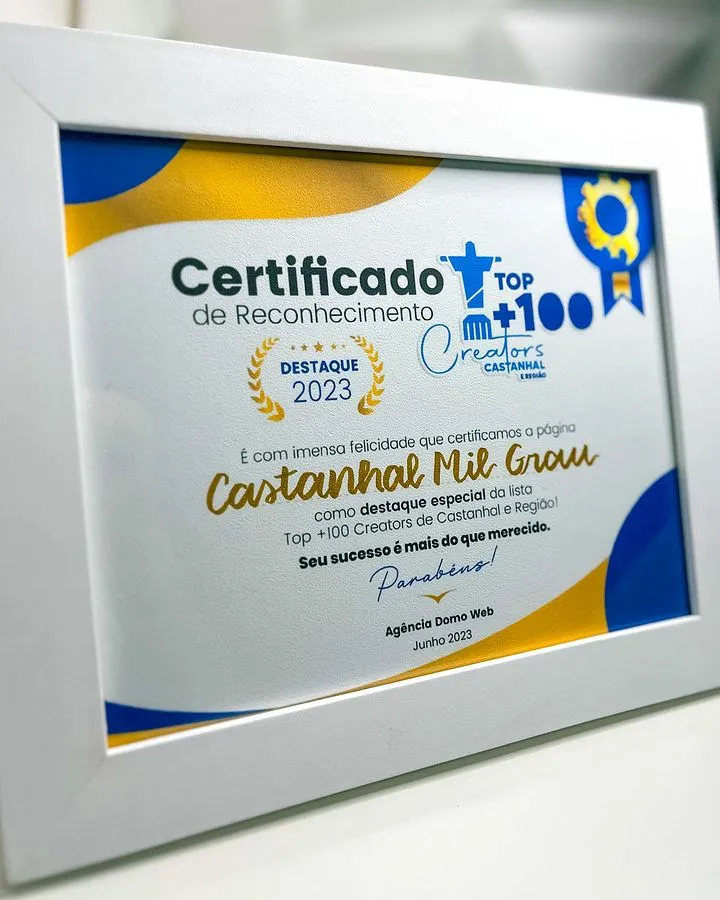 Certificado
de Reconhecimento
TOP
+100
Creators
CASTANHAL
E REGIÃO
DESTAQUE
2023
É com imensa felicidade que certificamos a página
Castanhal Mil Grau
como destaque especial da lista
Top +100 Creators de Castanhal e Região!
Seu sucesso é mais do que merecido.
Parabéns!
Agência Domo Web
Junho 2023